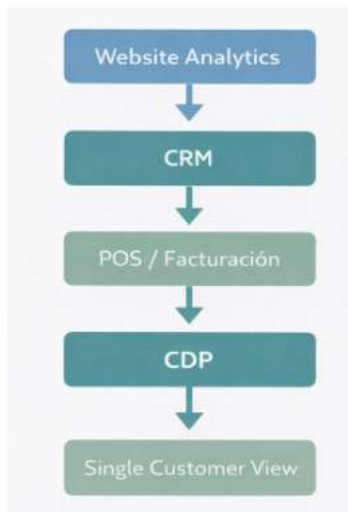 Website Analytics
CRM
POS / Facturación
CDP
Single Customer View